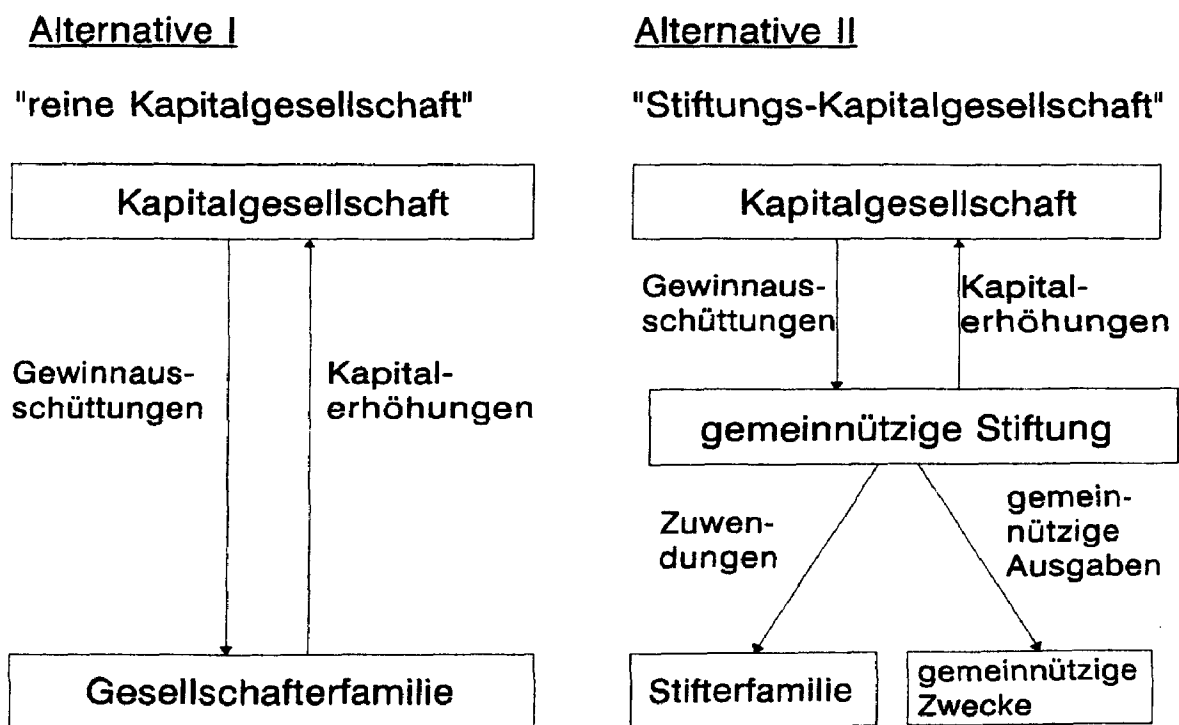 Alternative I
"reine Kapitalgesellschaft"
Kapitalgesellschaft
Gewinnaus-
schüttungen
Kapital-
erhöhungen
Gesellschafterfamilie
Alternative II
"Stiftungs-Kapitalgesellschaft"
Kapitalgesellschaft
Gewinnaus-
schüttungen
Kapital-
erhöhungen
gemeinnützige Stiftung
Zuwen-
dungen
gemein-
nützige
Ausgaben
Stifterfamilie
gemeinnützige
Zwecke